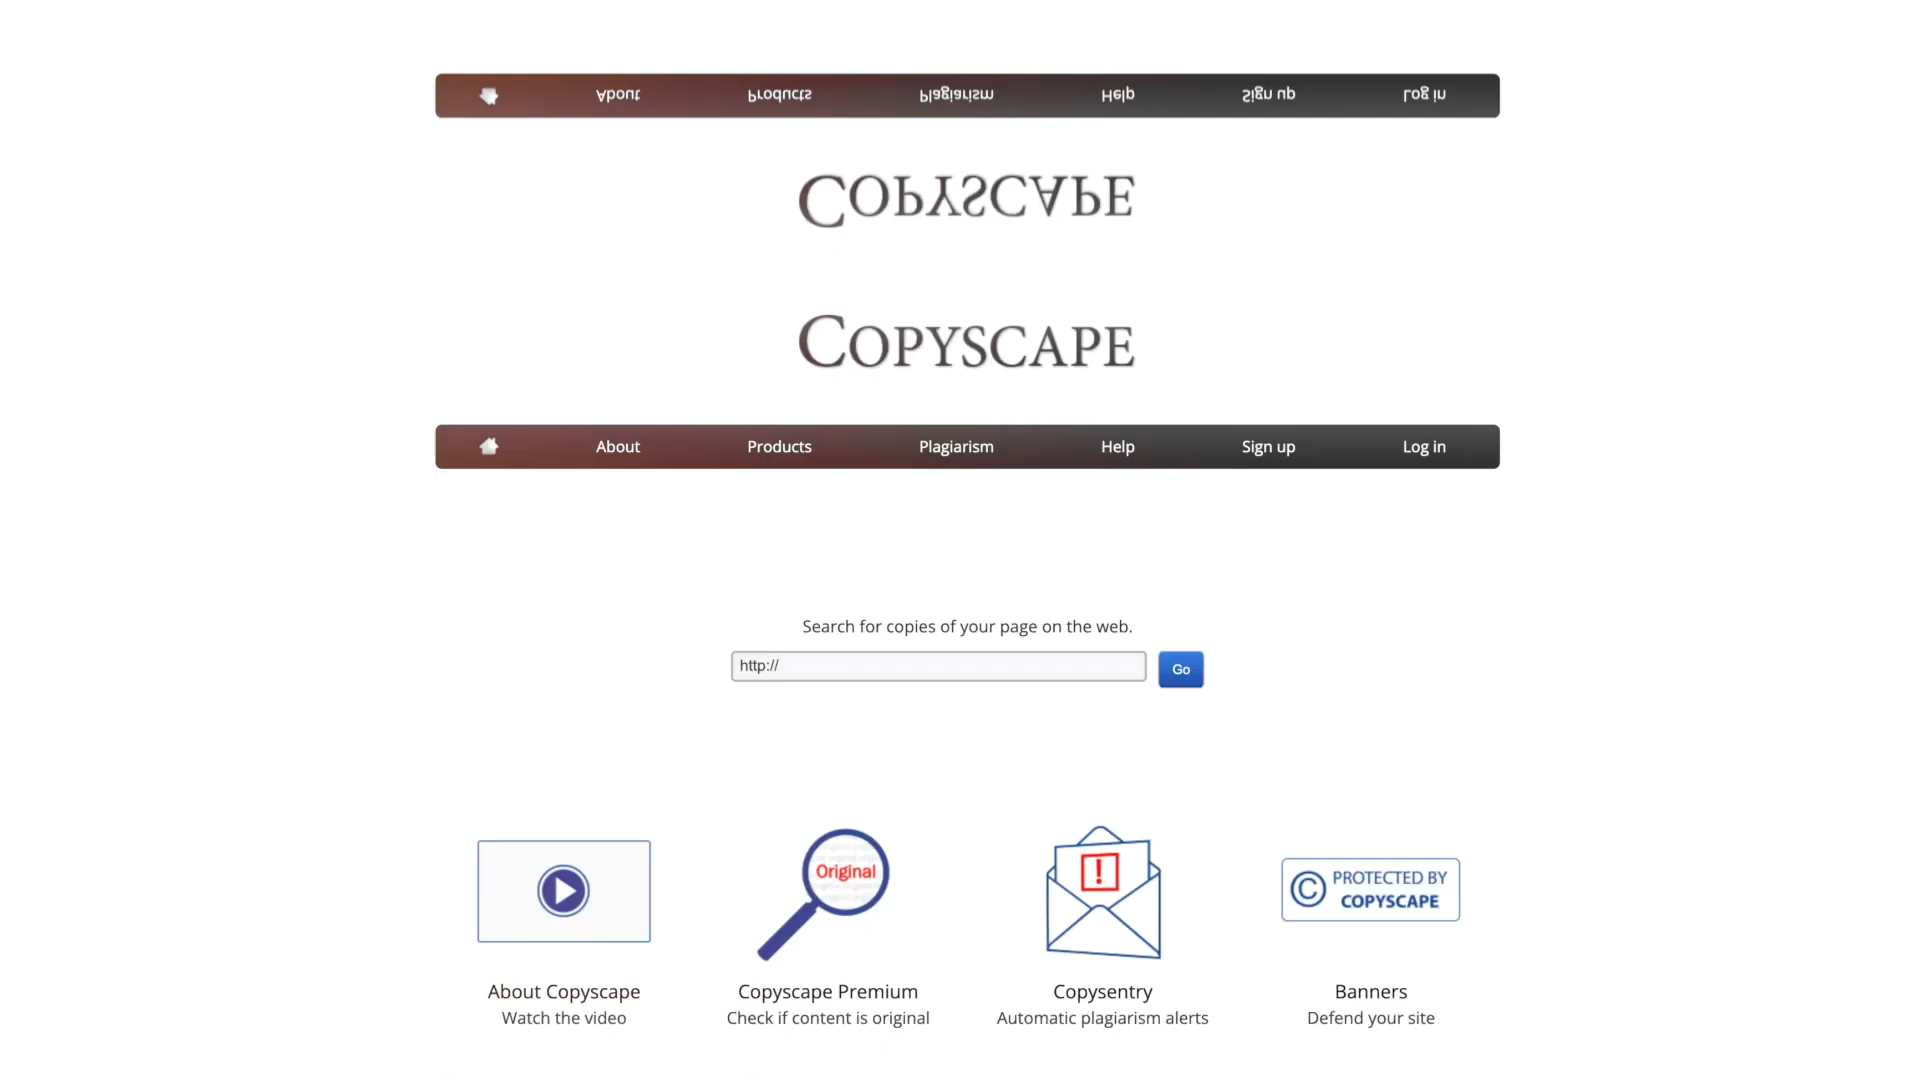 About Products Plagiarism Help Sign up Log in
COPYSCAPE
COPYSCAPE
About Products Plagiarism Help Sign up Log in
Search for copies of your page on the web.
http:// Go
Original
!
© PROTECTED BY
COPYSCAPE
About Copyscape
Watch the video
Copyscape Premium
Check if content is original
Copysentry
Automatic plagiarism alerts
Banners
Defend your site